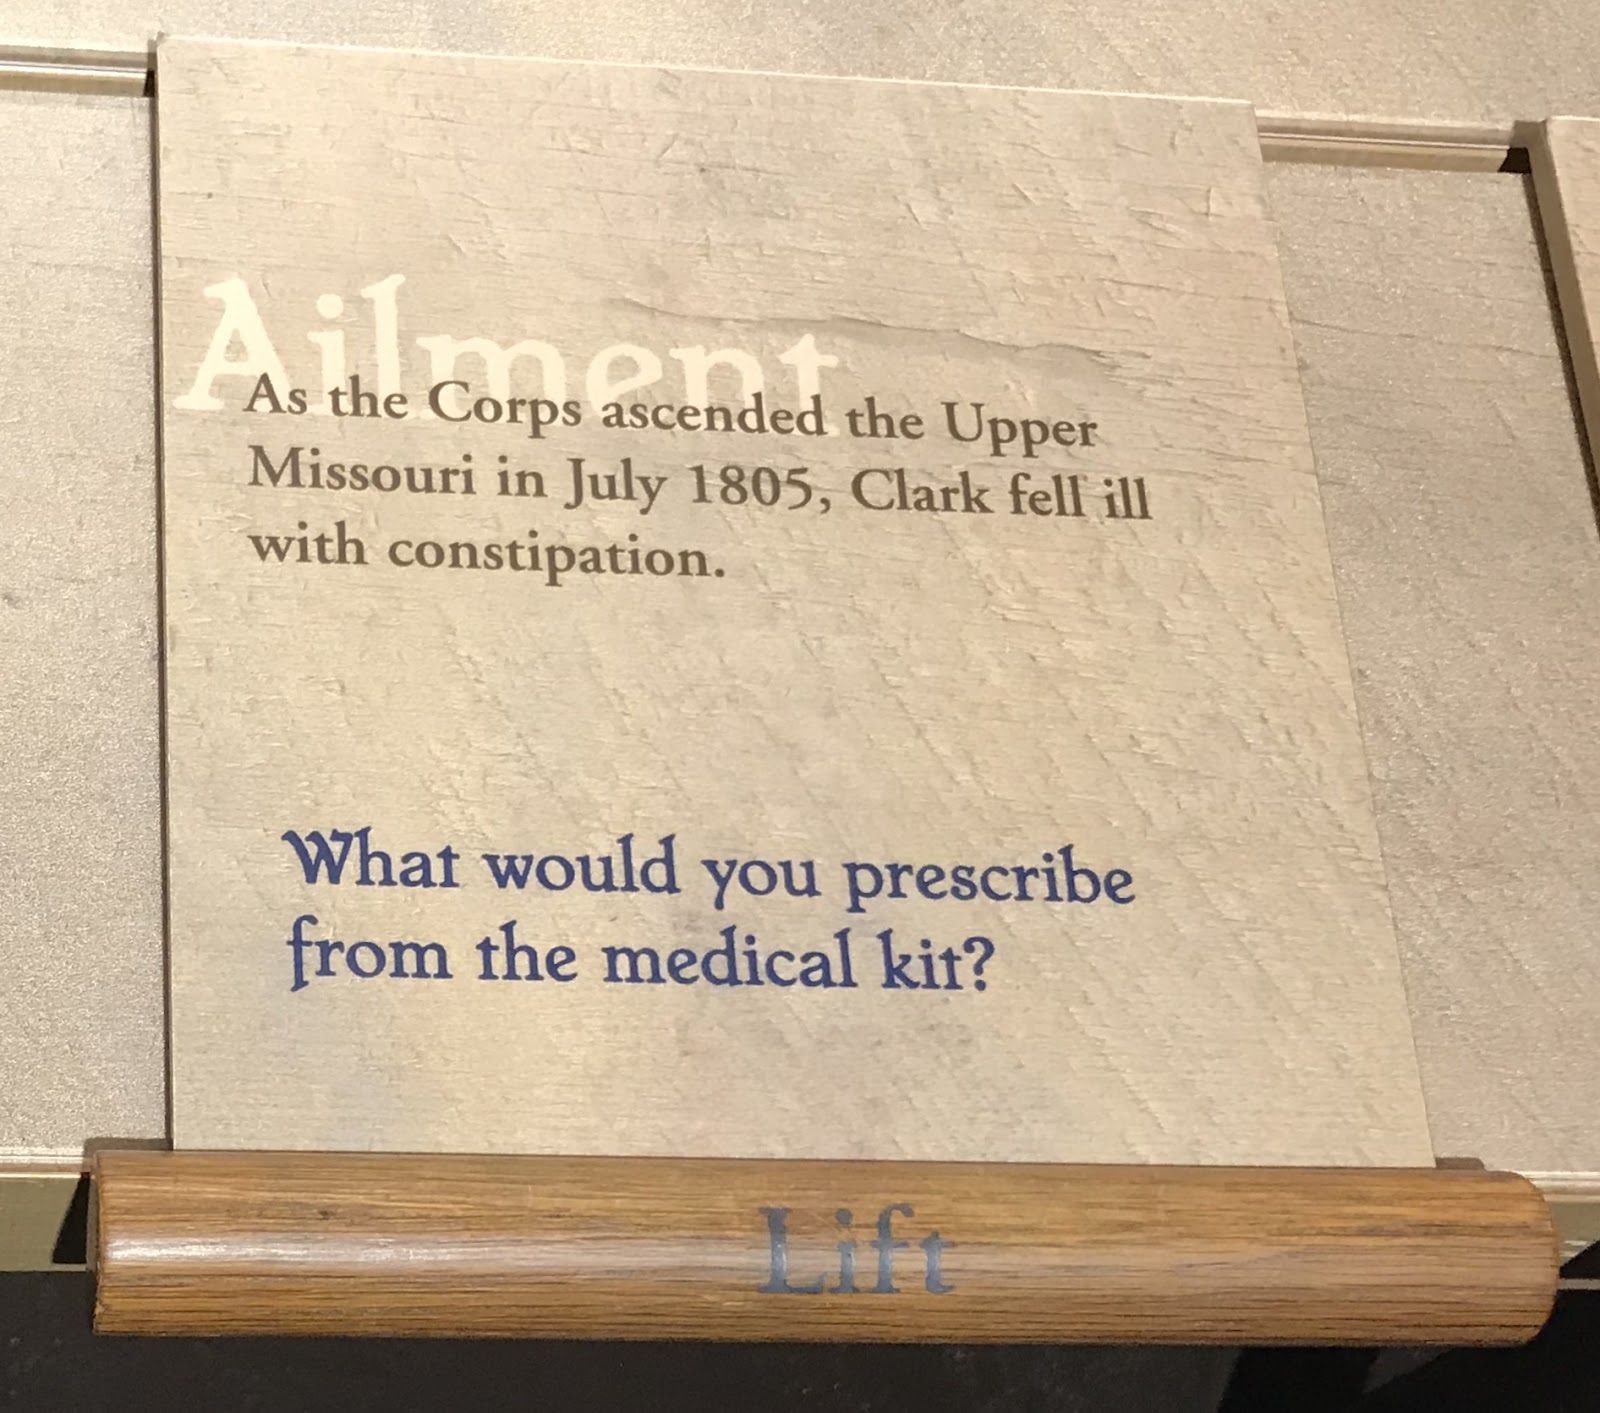 Ailment
As the Corps ascended the Upper
Missouri in July 1805, Clark fell ill
with constipation.
What would you prescribe
from the medical kit?
Lift